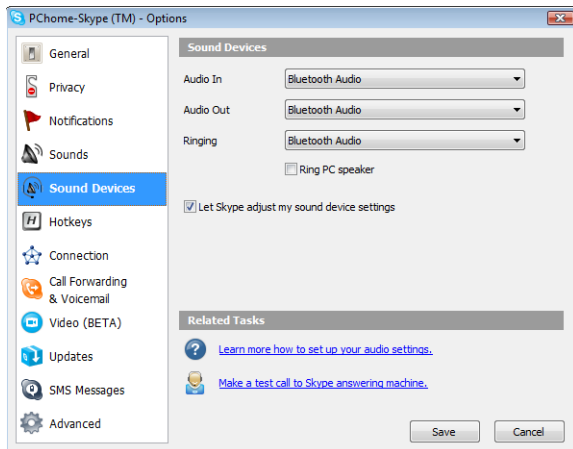 PChome-Skype (TM) - Options
General
Privacy
Notifications
Sounds
Sound Devices
Hotkeys
Connection
Call Forwarding
& Voicemail
Video (BETA)
Updates
SMS Messages
Advanced
Sound Devices
Audio In
Bluetooth Audio
Audio Out
Bluetooth Audio
Ringing
Bluetooth Audio
Ring PC speaker
Let Skype adjust my sound device settings
Related Tasks
Learn more how to set up your audio settings.
Make a test call to Skype answering machine.
Save
Cancel